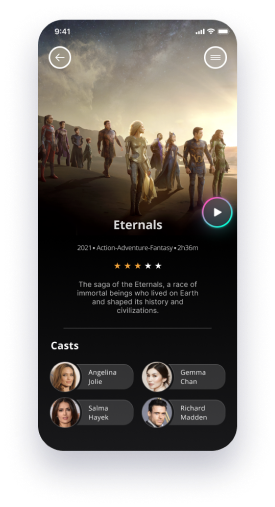 9:41
Eternals
2021•Action-Adventure-Fantasy•2h36m
The saga of the Eternals, a race of
immortal beings who lived on Earth
and shaped its history and
civilizations.
Casts
Angelina
Jolie
Gemma
Chan
Salma
Hayek
Richard
Madden